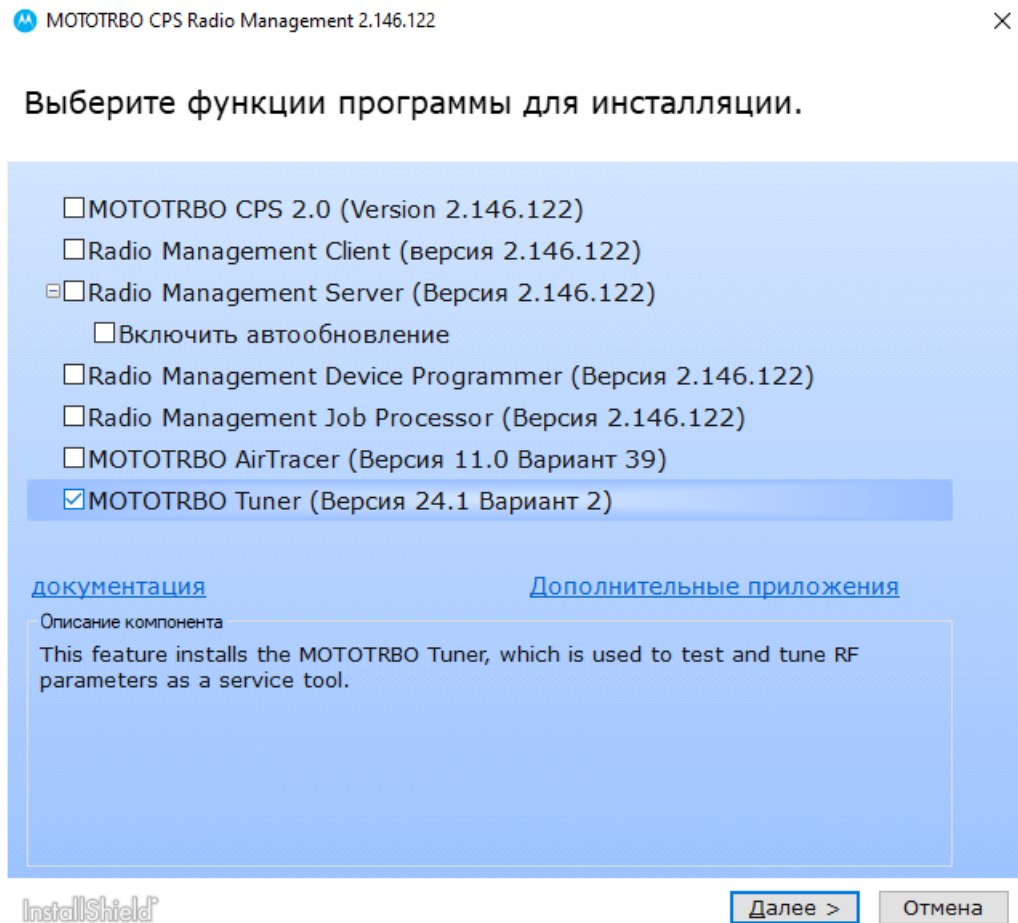 MOTOTRBO CPS Radio Management 2.146.122
Выберите функции программы для инсталляции.
MOTOTRBO CPS 2.0 (Version 2.146.122)
Radio Management Client (версия 2.146.122)
Radio Management Server (Версия 2.146.122)
Включить автообновление
Radio Management Device Programmer (Версия 2.146.122)
Radio Management Job Processor (Версия 2.146.122)
MOTOTRBO AirTracer (Версия 11.0 Вариант 39)
MOTOTRBO Tuner (Версия 24.1 Вариант 2)
документация Дополнительные приложения
Описание компонента
This feature installs the MOTOTRBO Tuner, which is used to test and tune RF
parameters as a service tool.
InstallShield Далее > Отмена